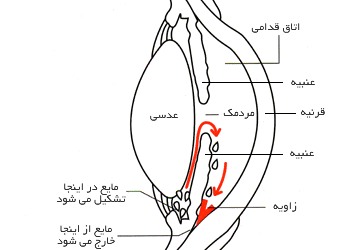 اتاق قدامی
عنبیه
قرنیه
مردمک
عدسی
عنبیه
مایع در اینجا
تشکیل می شود
زاویه
مایع از اینجا
خارج می شود